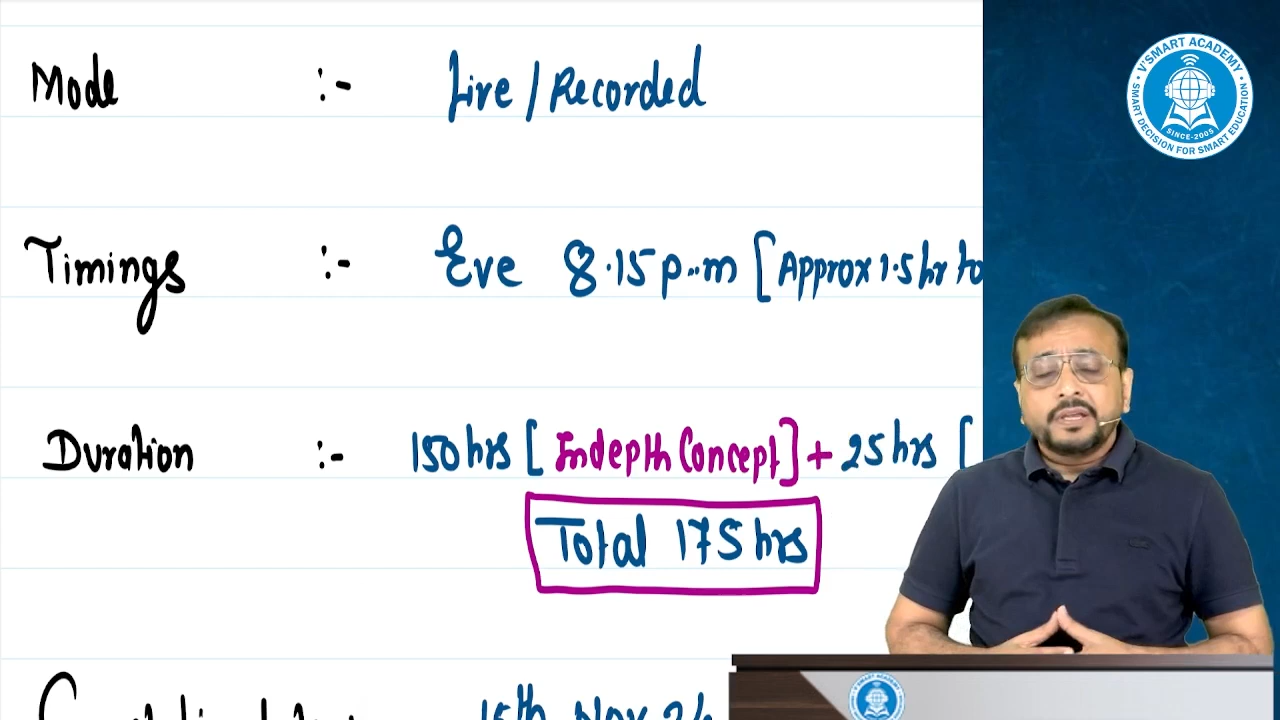 Mode :- Live / Recorded
Timings :- Eve 8.15 p.m [Approx 1.5 hr to
Duration :- 150 hrs [Indepth Concept] + 25 hrs [
Total 175 hrs
15th Nov 24
V'SMART ACADEMY
SMART DECISION FOR SMART EDUCATION
SINCE-2005